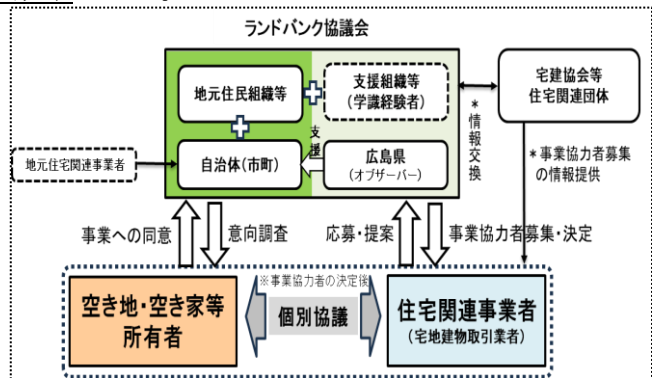 ランドバンク協議会
地元住民組織等
支援組織等
(学識経験者)
宅建協会等
住宅関連団体
*情報交換
地元住宅関連事業者
自治体(市町)
支援
広島県
(オブザーバー)
*事業協力者募集
の情報提供
事業への同意
意向調査
応募・提案
事業協力者募集・決定
空き地・空き家等
所有者
※事業協力者の決定後
個別協議
住宅関連事業者
(宅地建物取引業者)